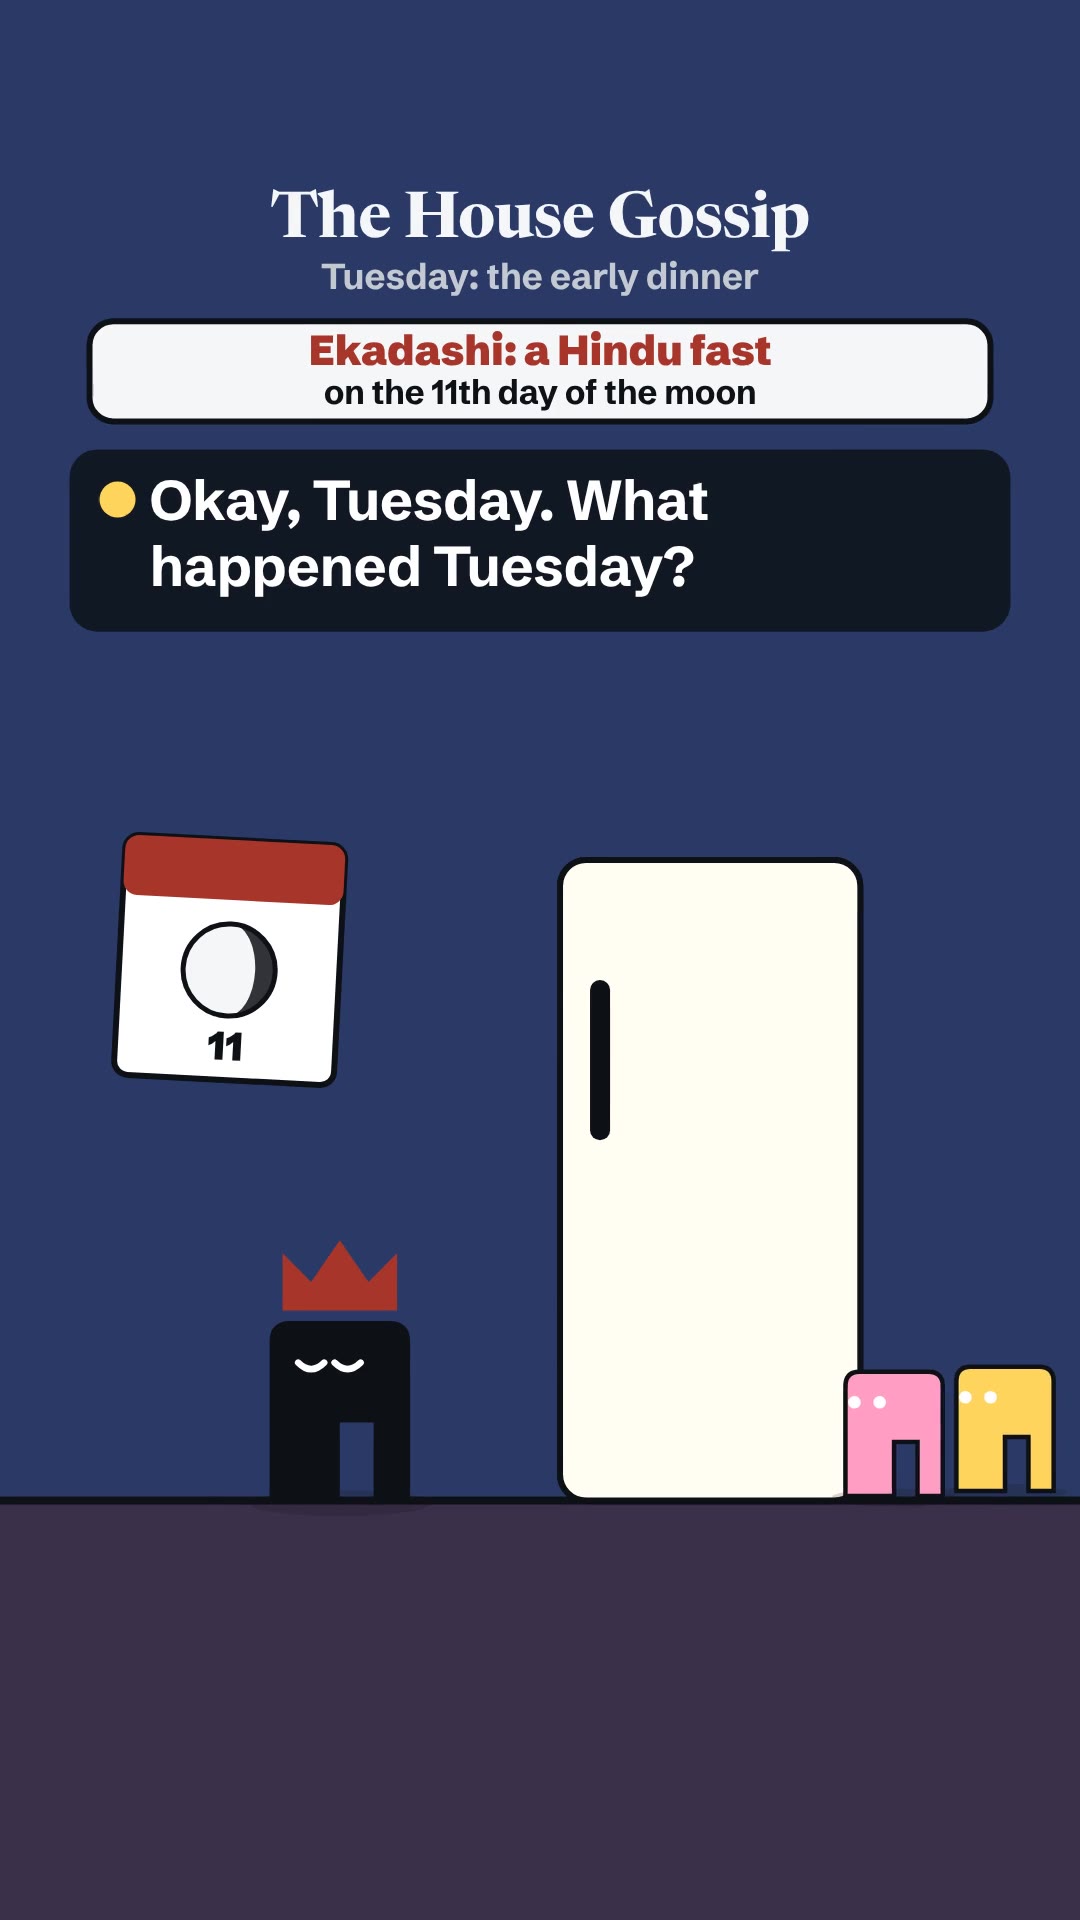 The House Gossip
Tuesday: the early dinner
Ekadashi: a Hindu fast
on the 11th day of the moon
Okay, Tuesday. What
happened Tuesday?
11